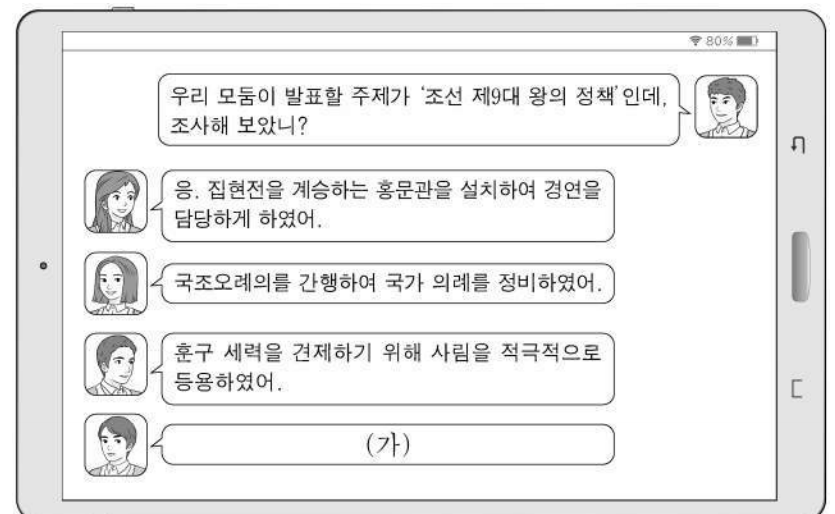 80%
우리 모둠이 발표할 주제가 '조선 제9대 왕의 정책'인데,
조사해 보았니?
응. 집현전을 계승하는 홍문관을 설치하여 경연을
담당하게 하였어.
국조오례의를 간행하여 국가 의례를 정비하였어.
훈구 세력을 견제하기 위해 사림을 적극적으로
등용하였어.
(가)